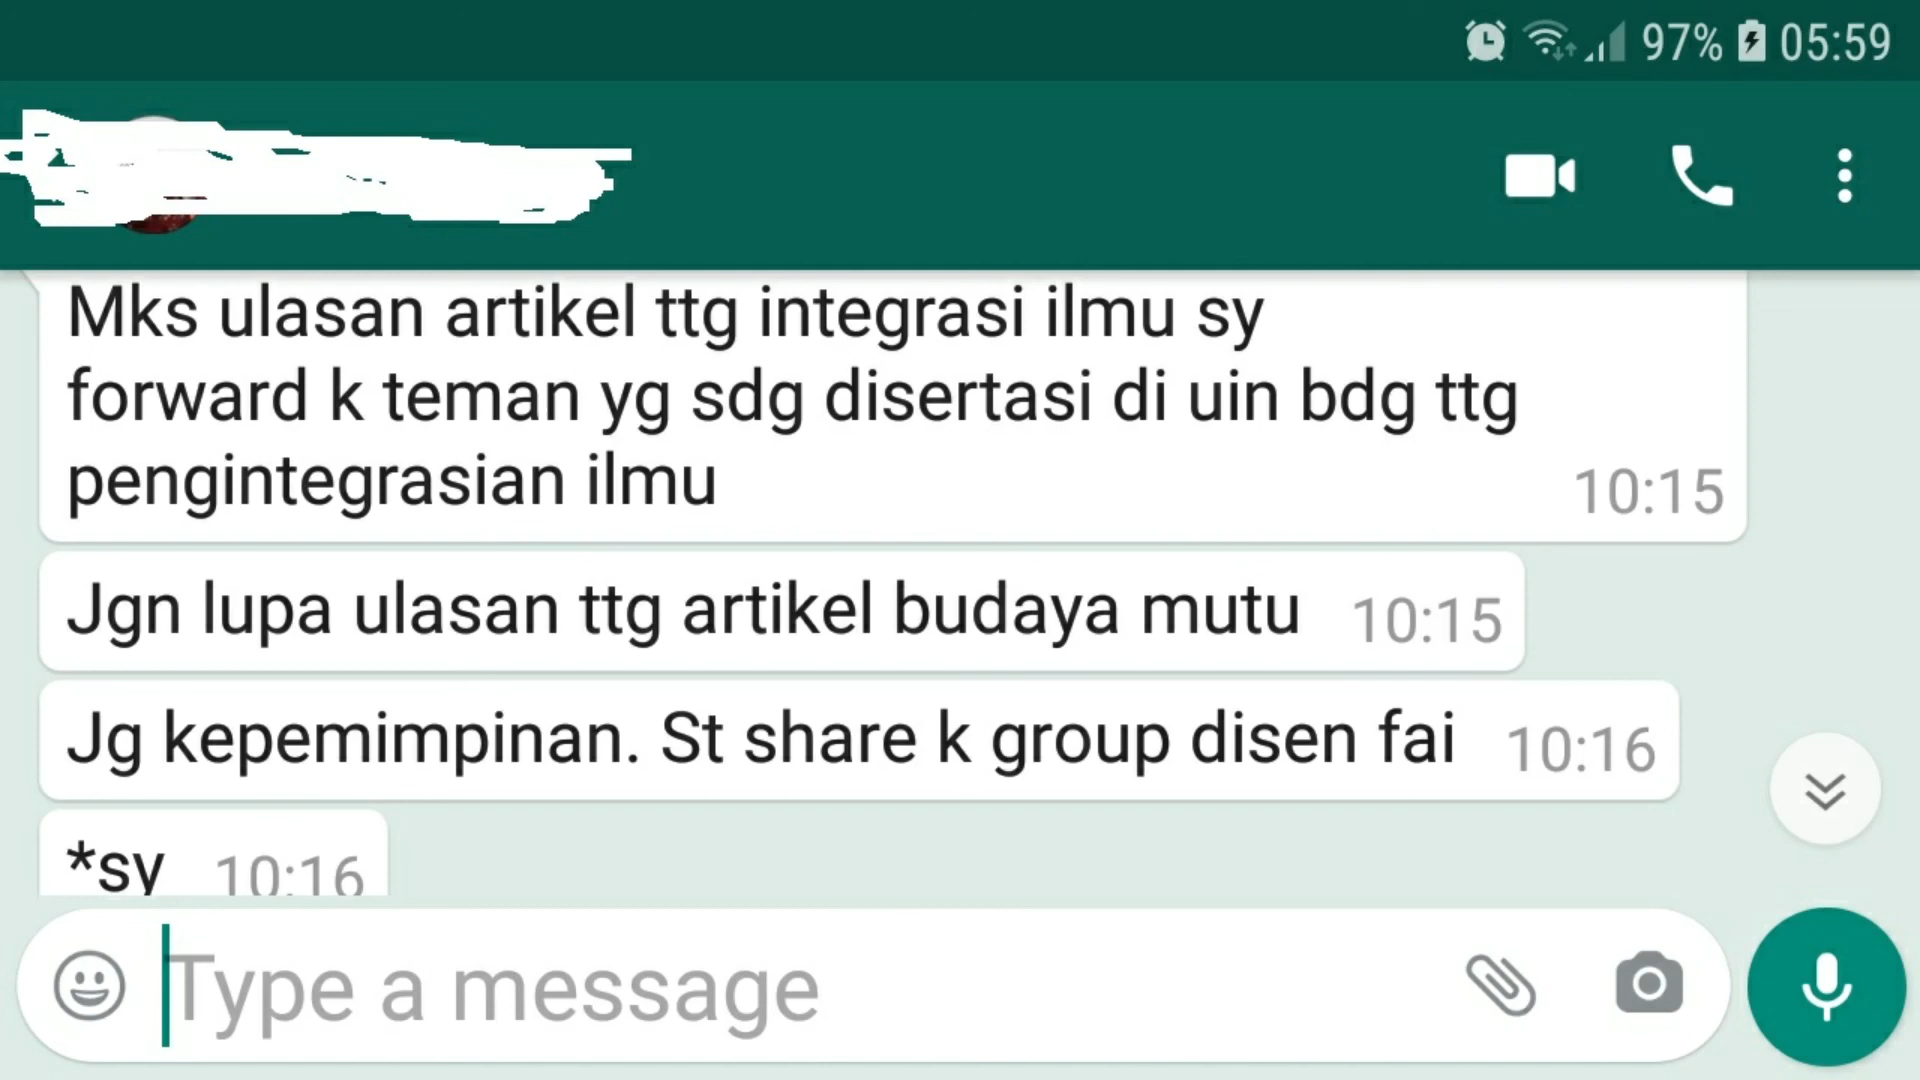 97% 05:59
Mks ulasan artikel ttg integrasi ilmu sy
forward k teman yg sdg disertasi di uin bdg ttg
pengintegrasian ilmu
10:15
Jgn lupa ulasan ttg artikel budaya mutu 10:15
Jg kepemimpinan. St share k group disen fai 10:16
*sy 10:16
Type a message